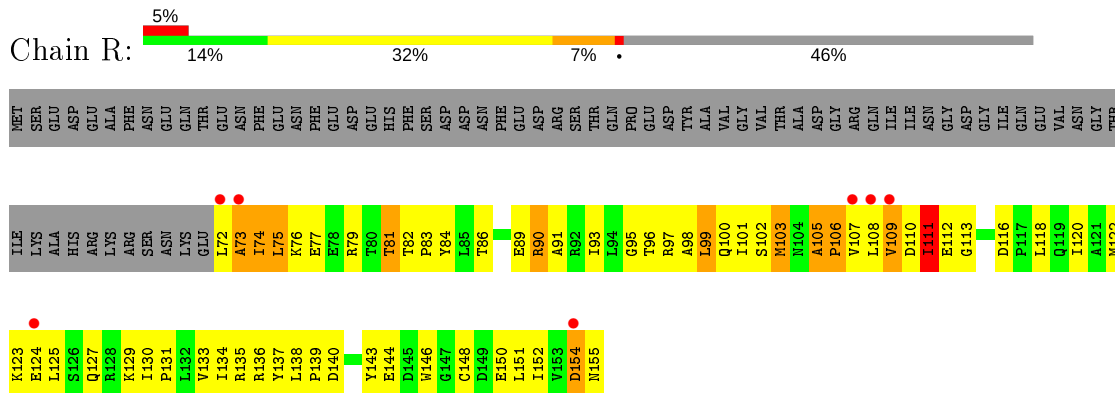 5%
Chain R:
14% 32% 7% • 46%
MET SER GLU ASP GLU ALA PHE ASN GLU GLN THR GLU ASN PHE GLU ASN PHE GLU ASP GLU HIS PHE SER ASP ASP ASN PHE GLU ASP ARG SER THR GLN PRO GLU ASP TYR ALA VAL GLY VAL THR ALA ASP GLY ARG GLN ILE ILE ASN GLY ASP GLY ILE GLN GLU VAL ASN GLY THR
ILE LYS ALA HIS ARG LYS ARG SER ASN LYS GLU L72 A73 I74 L75 K76 E77 E78 R79 T80 T81 T82 P83 Y84 L85 T86 E89 R90 A91 R92 I93 L94 G95 T96 R97 A98 L99 Q100 I101 S102 M103 N104 A105 P106 V107 L108 V109 D110 I111 E112 G113 D116 P117 L118 Q119 I120 A121 M122
K123 E124 L125 S126 Q127 R128 K129 I130 P131 L132 V133 I134 R135 R136 Y137 L138 P139 D140 Y143 E144 D145 W146 G147 C148 D149 E150 L151 I152 V153 D154 N155